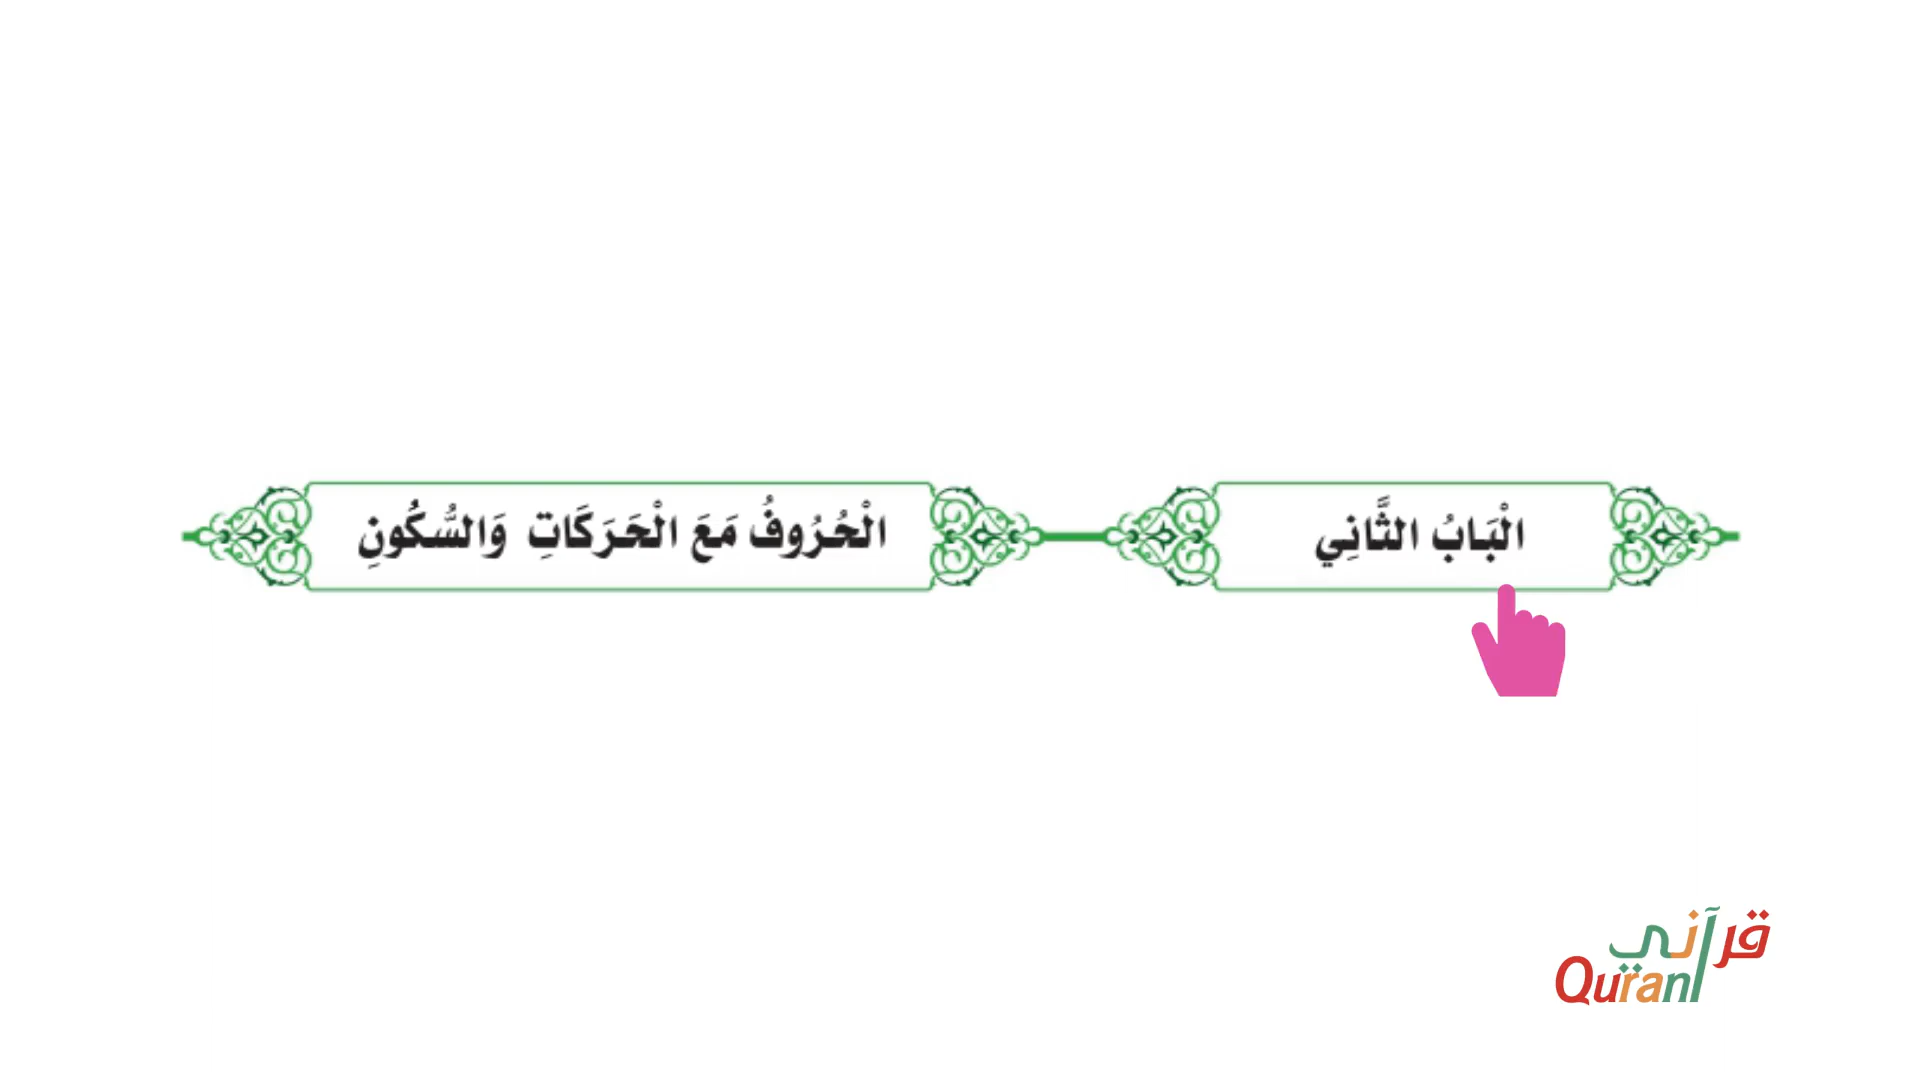 الْبَابُ الثَّانِي
الْحُرُوفُ مَعَ الْحَرَكَاتِ وَالسُّكُونِ
قرآني
Qurani